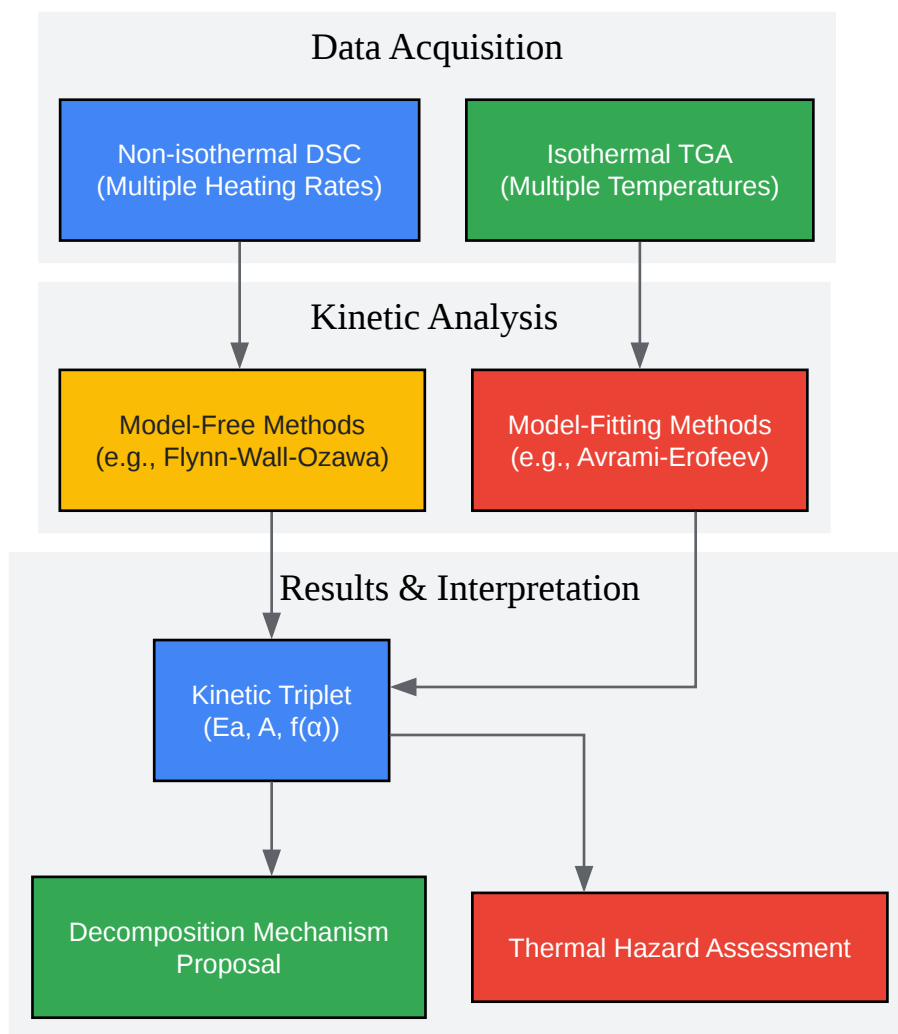 Data Acquisition
Non-isothermal DSC
(Multiple Heating Rates)
Isothermal TGA
(Multiple Temperatures)
Kinetic Analysis
Model-Free Methods
(e.g., Flynn-Wall-Ozawa)
Model-Fitting Methods
(e.g., Avrami-Erofeev)
Results & Interpretation
Kinetic Triplet
(Ea, A, f(α))
Decomposition Mechanism
Proposal
Thermal Hazard Assessment